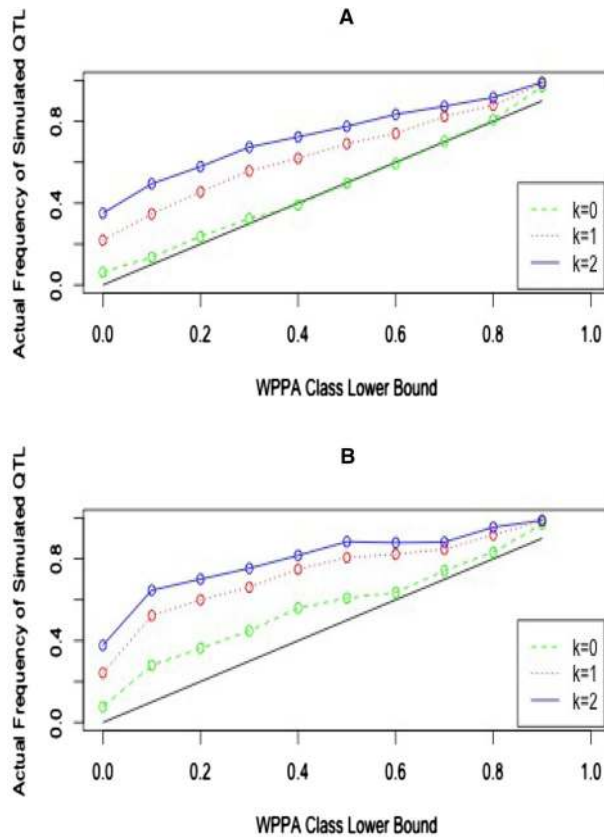 A
Actual Frequency of Simulated QTL
0.8
0.4
0.0
k=0
k=1
k=2
0.0 0.2 0.4 0.6 0.8 1.0
WPPA Class Lower Bound
B
Actual Frequency of Simulated QTL
0.8
0.4
0.0
k=0
k=1
k=2
0.0 0.2 0.4 0.6 0.8 1.0
WPPA Class Lower Bound